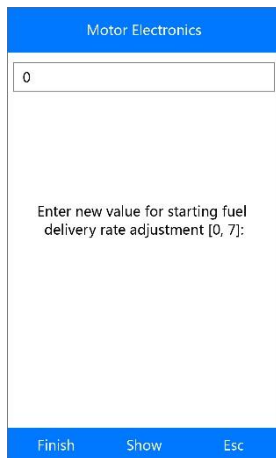 Motor Electronics
0
Enter new value for starting fuel
delivery rate adjustment [0, 7]:
Finish Show Esc